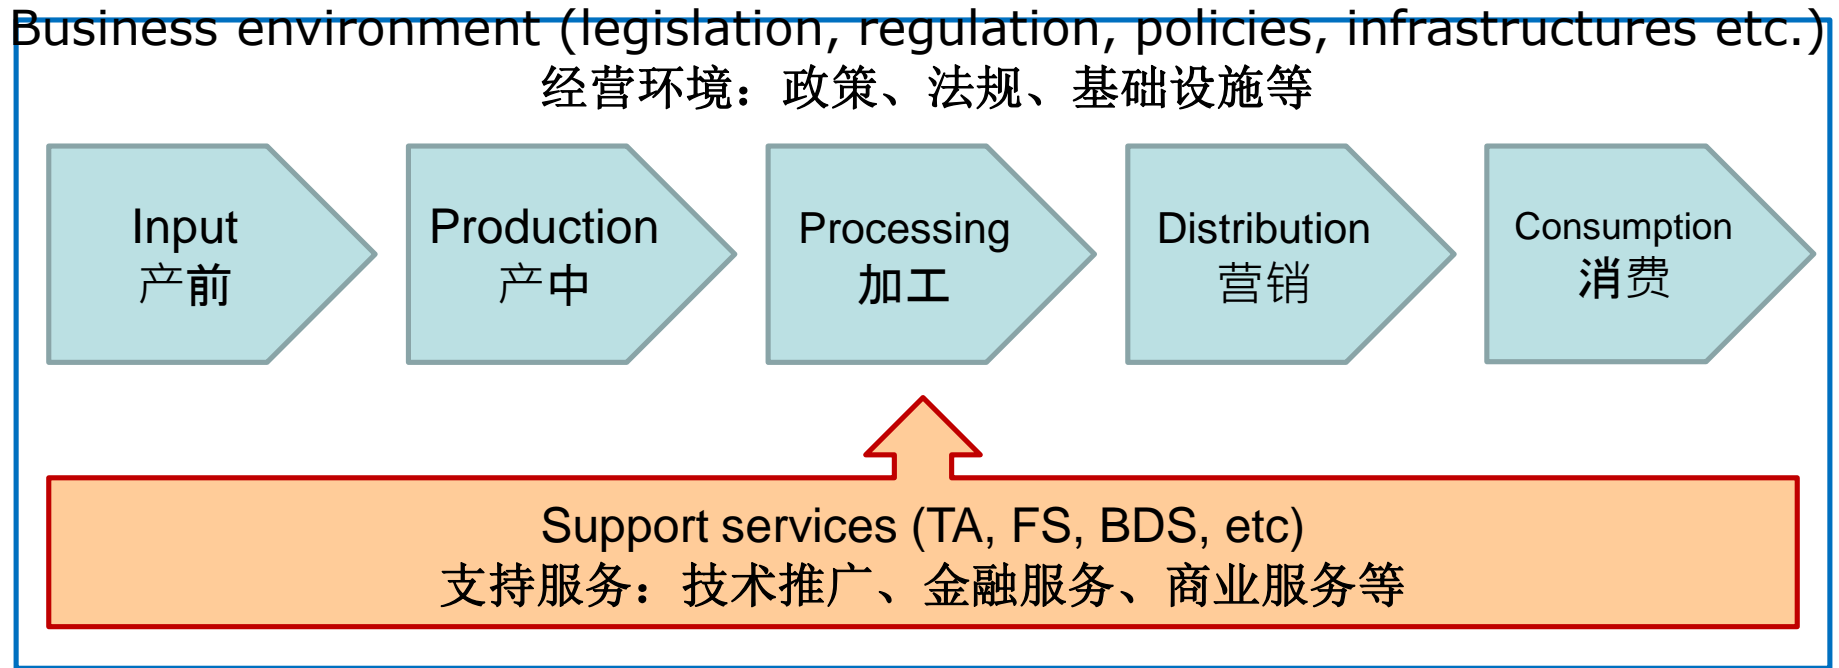 Business environment (legislation, regulation, policies, infrastructures etc.)
经营环境：政策、法规、基础设施等
Input
产前
Production
产中
Processing
加工
Distribution
营销
Consumption
消费
Support services (TA, FS, BDS, etc)
支持服务：技术推广、金融服务、商业服务等